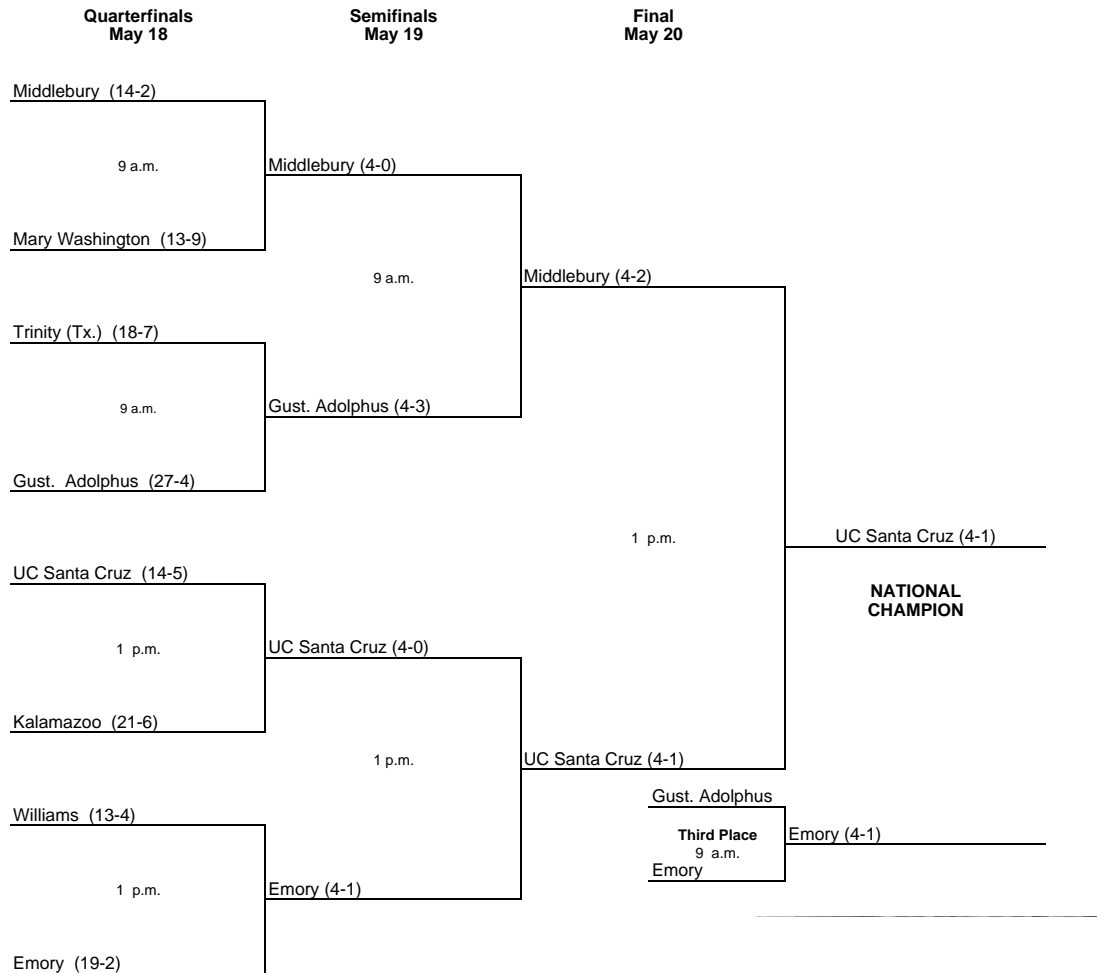 Quarterfinals
May 18
Semifinals
May 19
Final
May 20
Middlebury (14-2)
9 a.m.
Mary Washington (13-9)
Trinity (Tx.) (18-7)
9 a.m.
Gust. Adolphus (27-4)
UC Santa Cruz (14-5)
1 p.m.
Kalamazoo (21-6)
Williams (13-4)
1 p.m.
Emory (19-2)
Middlebury (4-0)
9 a.m.
Gust. Adolphus (4-3)
UC Santa Cruz (4-0)
1 p.m.
Emory (4-1)
Middlebury (4-2)
1 p.m.
UC Santa Cruz (4-1)
UC Santa Cruz (4-1)
NATIONAL
CHAMPION
Gust. Adolphus
Third Place
9 a.m.
Emory
Emory (4-1)